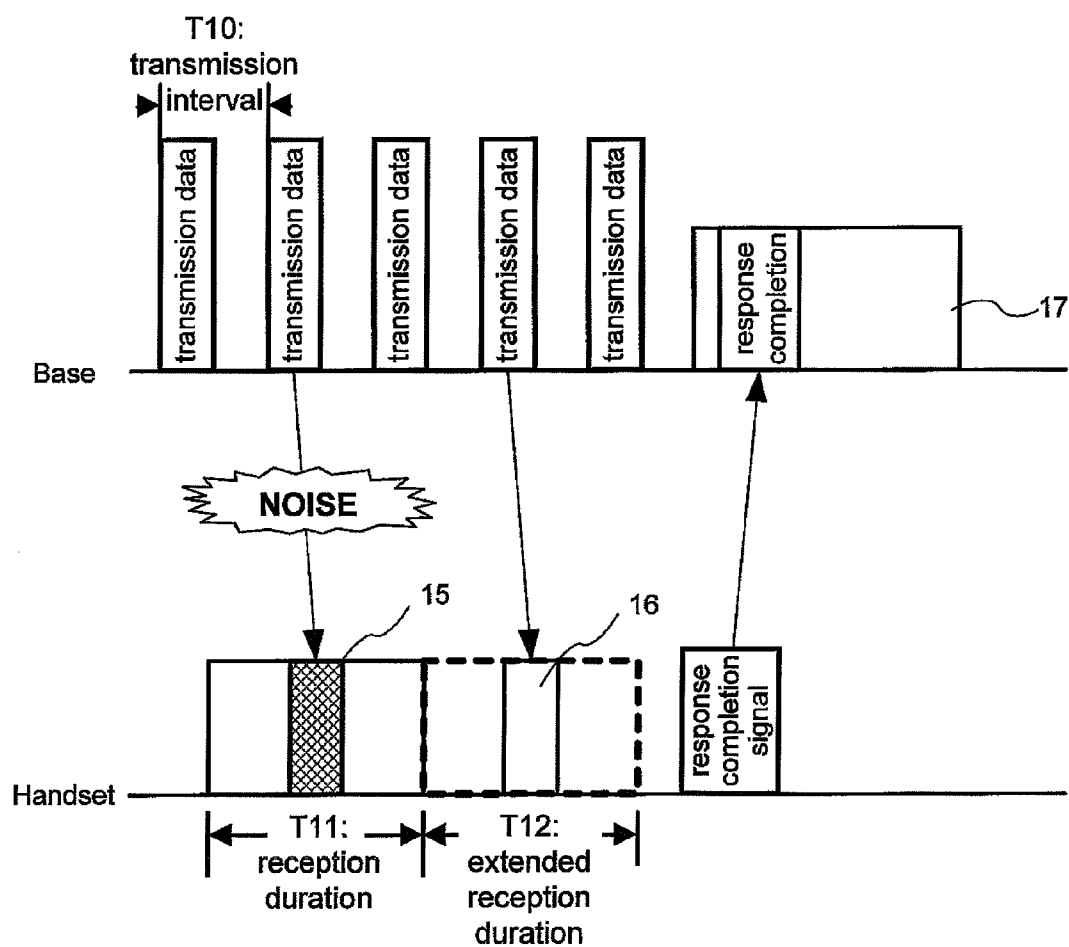 T10:
transmission
interval
transmission data
transmission data
transmission data
transmission data
transmission data
response
completion
17
Base
NOISE
15
16
response
completion
signal
Handset
T11:
reception
duration
T12:
extended
reception
duration